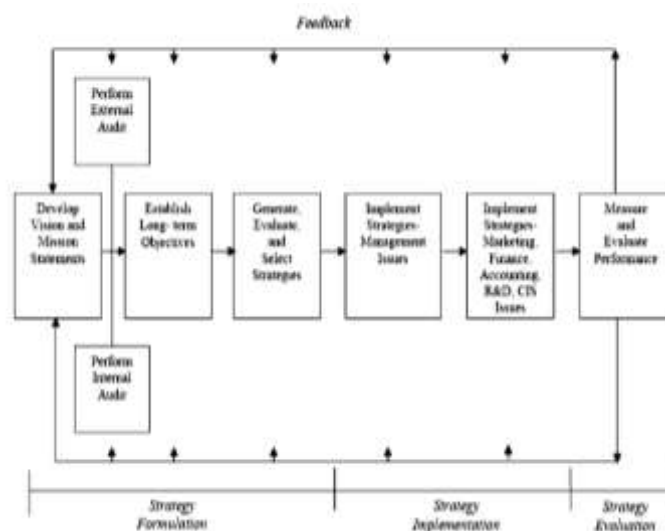 Feedback
Perform
External
Audit
Develop
Vision and
Mission
Statements
Establish
Long- term
Objectives
Generate,
Evaluate,
and
Select
Strategies
Implement
Strategies-
Management
Issues
Implement
Strategies-
Marketing,
Finance,
Accounting,
R&D, CIS
Issues
Measure
and
Evaluate
Performance
Perform
Internal
Audit
Strategy
Formulation
Strategy
Implementation
Strategy
Evaluation